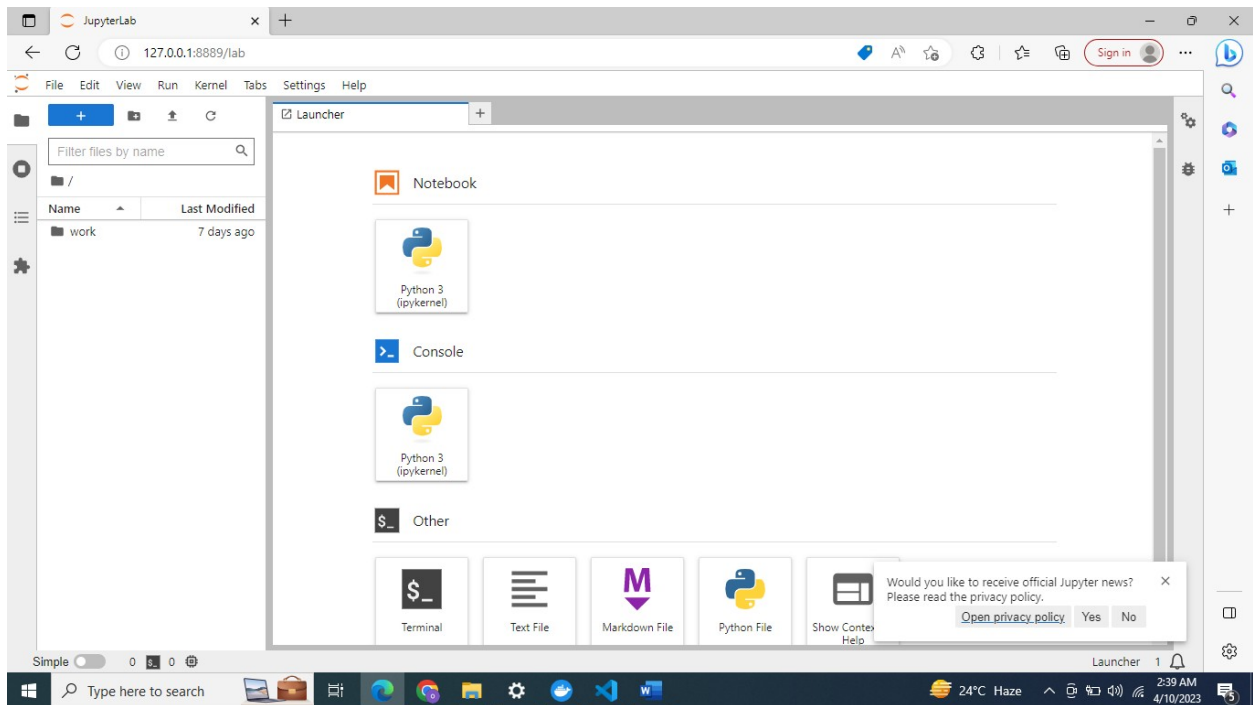 JupyterLab
127.0.0.1:8889/lab
Sign in
File Edit View Run Kernel Tabs Settings Help
Launcher
Filter files by name
/
Name Last Modified
work 7 days ago
Notebook
Python 3
(ipykernel)
Console
Python 3
(ipykernel)
$_ Other
$_
Terminal
Text File
M
Markdown File
Python File
Show Contex
Help
Would you like to receive official Jupyter news?
Please read the privacy policy.
Open privacy policy Yes No
Simple 0 $_ 0
Launcher 1
Type here to search
24°C Haze
2:39 AM
4/10/2023
5